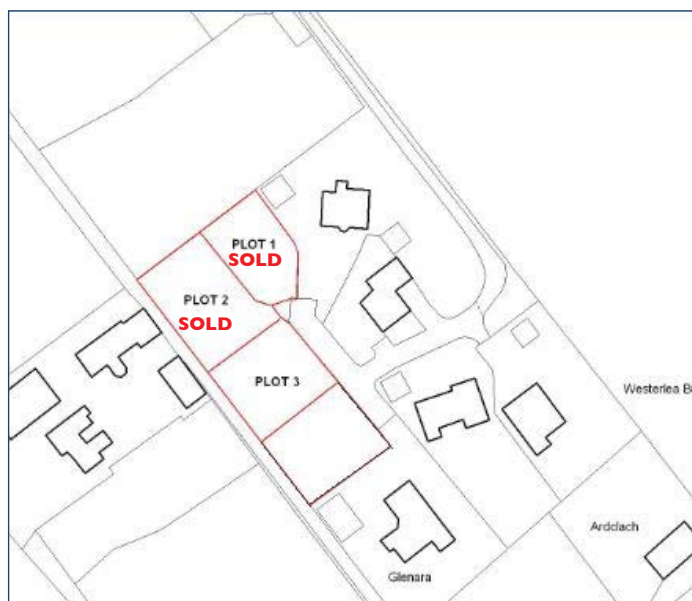 PLOT 1
SOLD
PLOT 2
SOLD
PLOT 3
Westerlea B
Ardclach
Glenara